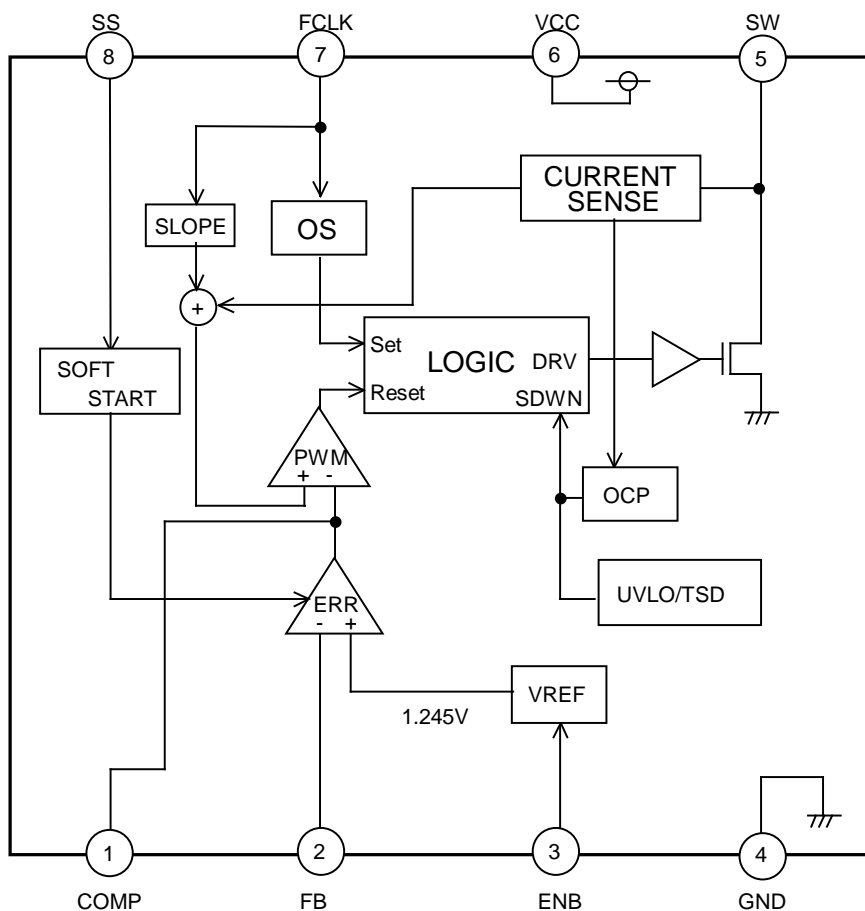 SS
FCLK
VCC
SW
8
7
6
5
CURRENT
SENSE
SLOPE
OS
+
Set
LOGIC
DRV
Reset
SDWN
SOFT
START
PWM
+ -
OCP
ERR
- +
UVLO/TSD
VREF
1.245V
1
2
3
4
COMP
FB
ENB
GND